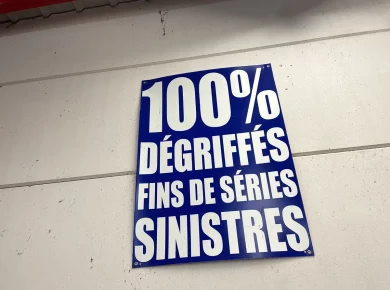 100%
DÉGRIFFÉS
FINS DE SÉRIES
SINISTRES